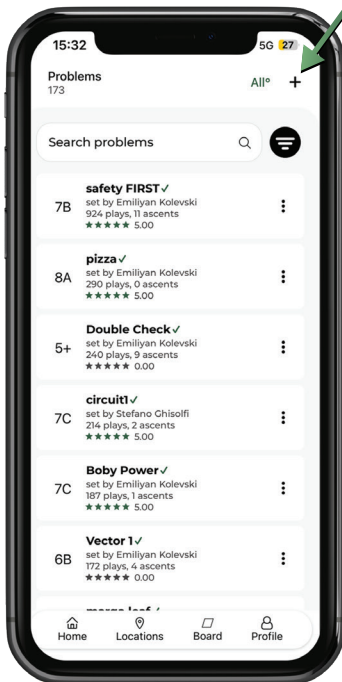 15:32
5G 27
Problems
All°
+
173
Search problems
safety FIRST✓
7B
set by Emiliyan Kolevski
924 plays, 11 ascents
★★★★★ 5.00
pizza✓
8A
set by Emiliyan Kolevski
290 plays, 0 ascents
★★★★★ 5.00
Double Check✓
5+
set by Emiliyan Kolevski
240 plays, 9 ascents
★★★★★ 0.00
circuit1✓
7C
set by Stefano Ghisolfi
214 plays, 2 ascents
★★★★★ 5.00
Boby Power✓
7C
set by Emiliyan Kolevski
187 plays, 1 ascents
★★★★★ 5.00
Vector 1✓
6B
set by Emiliyan Kolevski
172 plays, 4 ascents
★★★★★ 0.00
Home Locations Board Profile